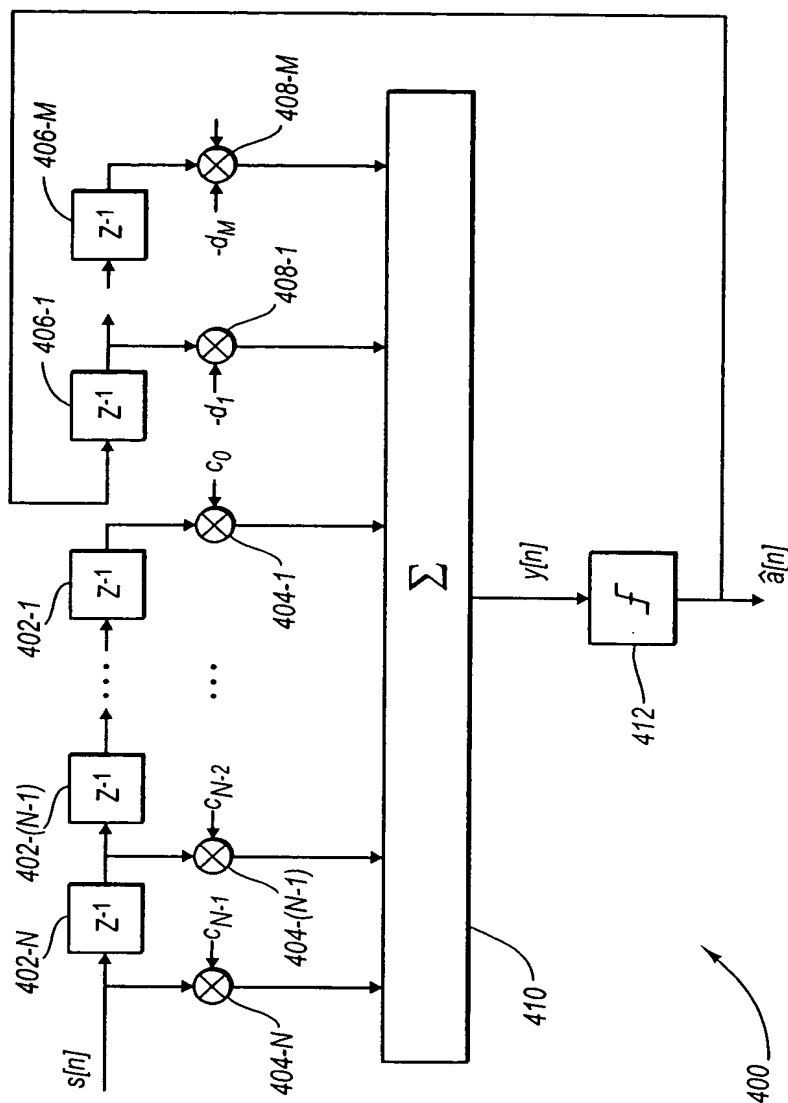 s[n]
402-N
402-(N-1)
402-1
406-1
406-M
Z-1
Z-1
Z-1
Z-1
Z-1
...
cN-1
cN-2
...
c0
-d1
-dM
404-N
404-(N-1)
404-1
408-1
408-M
Σ
410
y[n]
412
â[n]
400